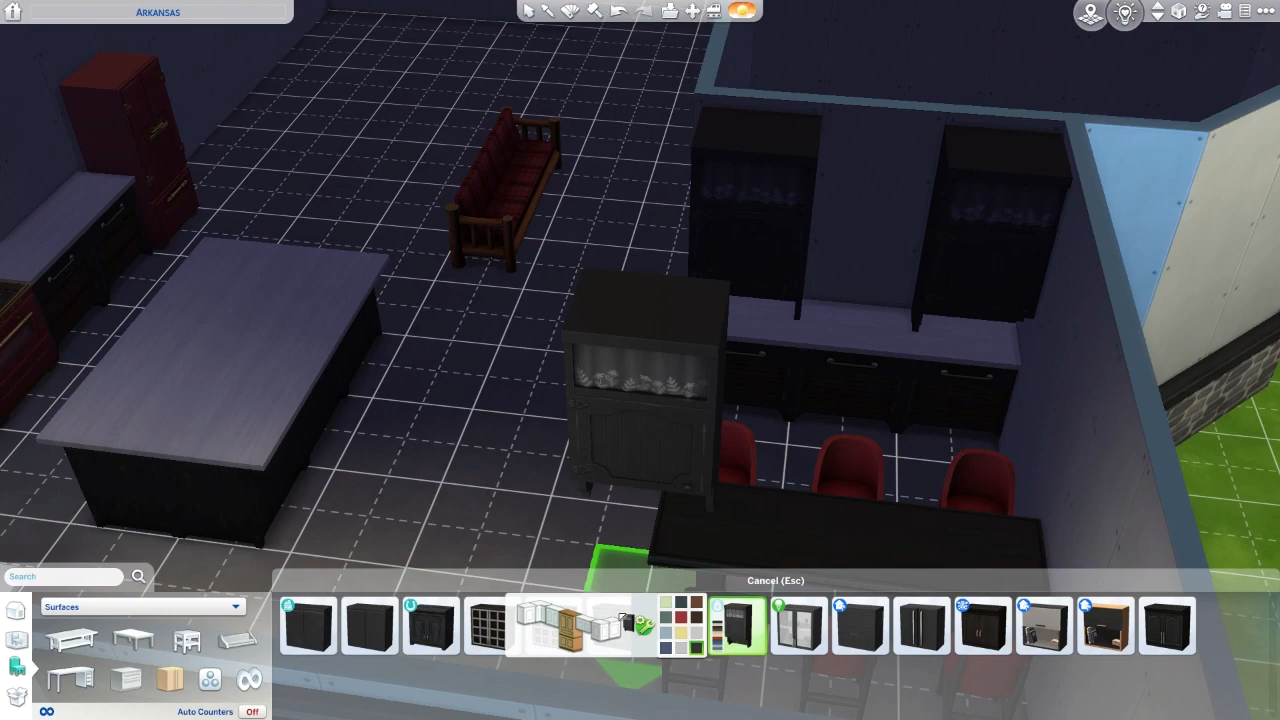 ARKANSAS
Search
Cancel (Esc)
Surfaces
Auto Counters Off